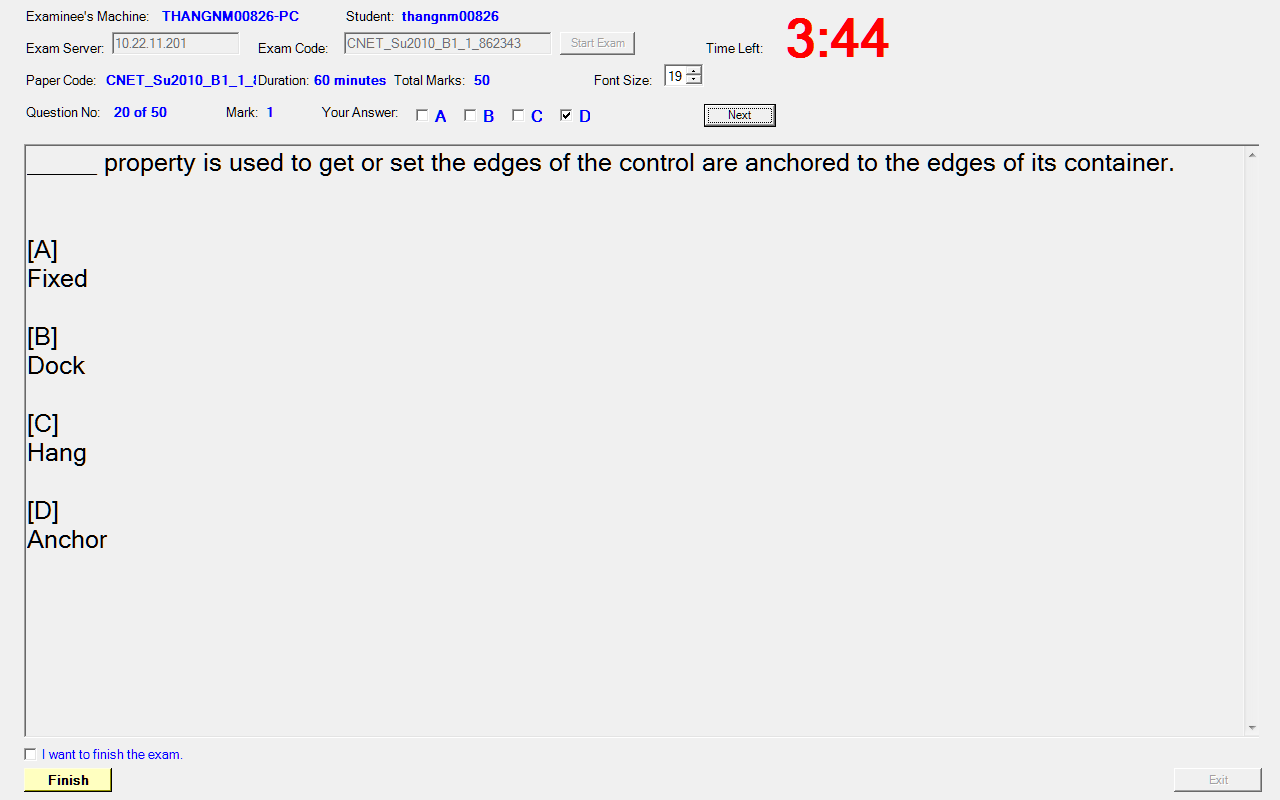 Examinee's Machine: THANGNM00826-PC Student: thangnm00826
Exam Server: 10.22.11.201 Exam Code: CNET_Su2010_B1_1_862343 Start Exam Time Left: 3:44
Paper Code: CNET_Su2010_B1_1_ Duration: 60 minutes Total Marks: 50 Font Size: 19
Question No: 20 of 50 Mark: 1 Your Answer: A B C D Next
_____ property is used to get or set the edges of the control are anchored to the edges of its container.
[A]
Fixed
[B]
Dock
[C]
Hang
[D]
Anchor
I want to finish the exam.
Finish Exit